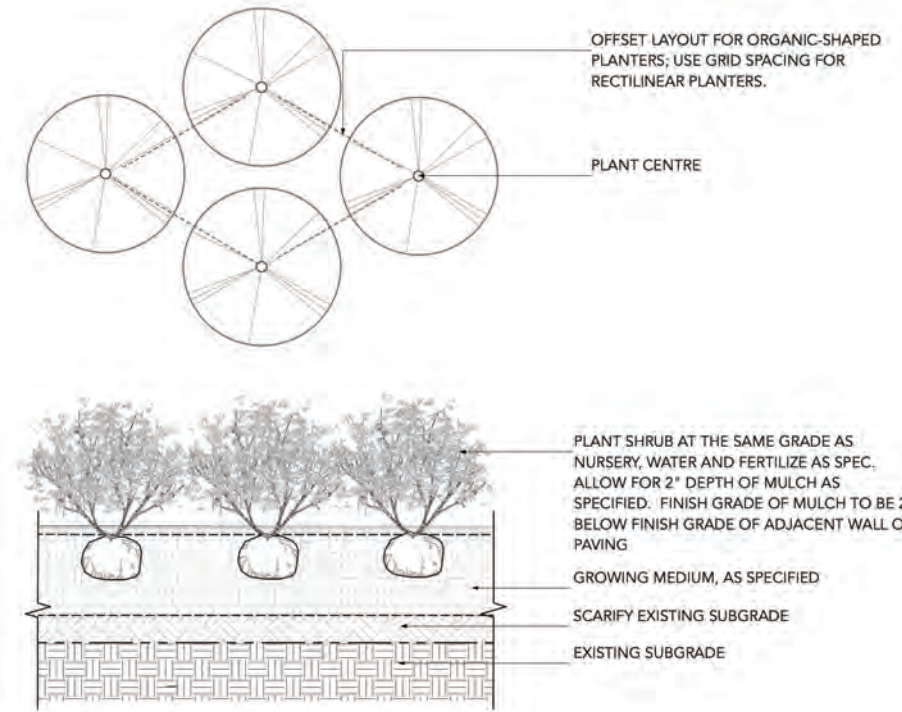 OFFSET LAYOUT FOR ORGANIC-SHAPED
PLANTERS; USE GRID SPACING FOR
RECTILINEAR PLANTERS.
PLANT CENTRE
PLANT SHRUB AT THE SAME GRADE AS
NURSERY, WATER AND FERTILIZE AS SPEC.
ALLOW FOR 2" DEPTH OF MULCH AS
SPECIFIED. FINISH GRADE OF MULCH TO BE 2
BELOW FINISH GRADE OF ADJACENT WALL O
PAVING
GROWING MEDIUM, AS SPECIFIED
SCARIFY EXISTING SUBGRADE
EXISTING SUBGRADE